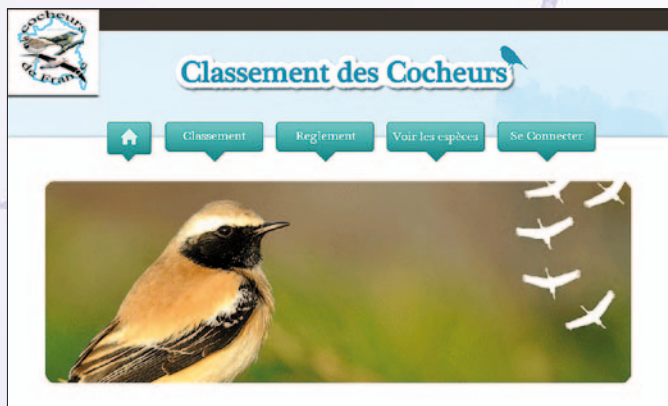 cocheurs
de France
Classement des Cocheurs
Classement
Reglement
Voir les espèces
Se Connecter